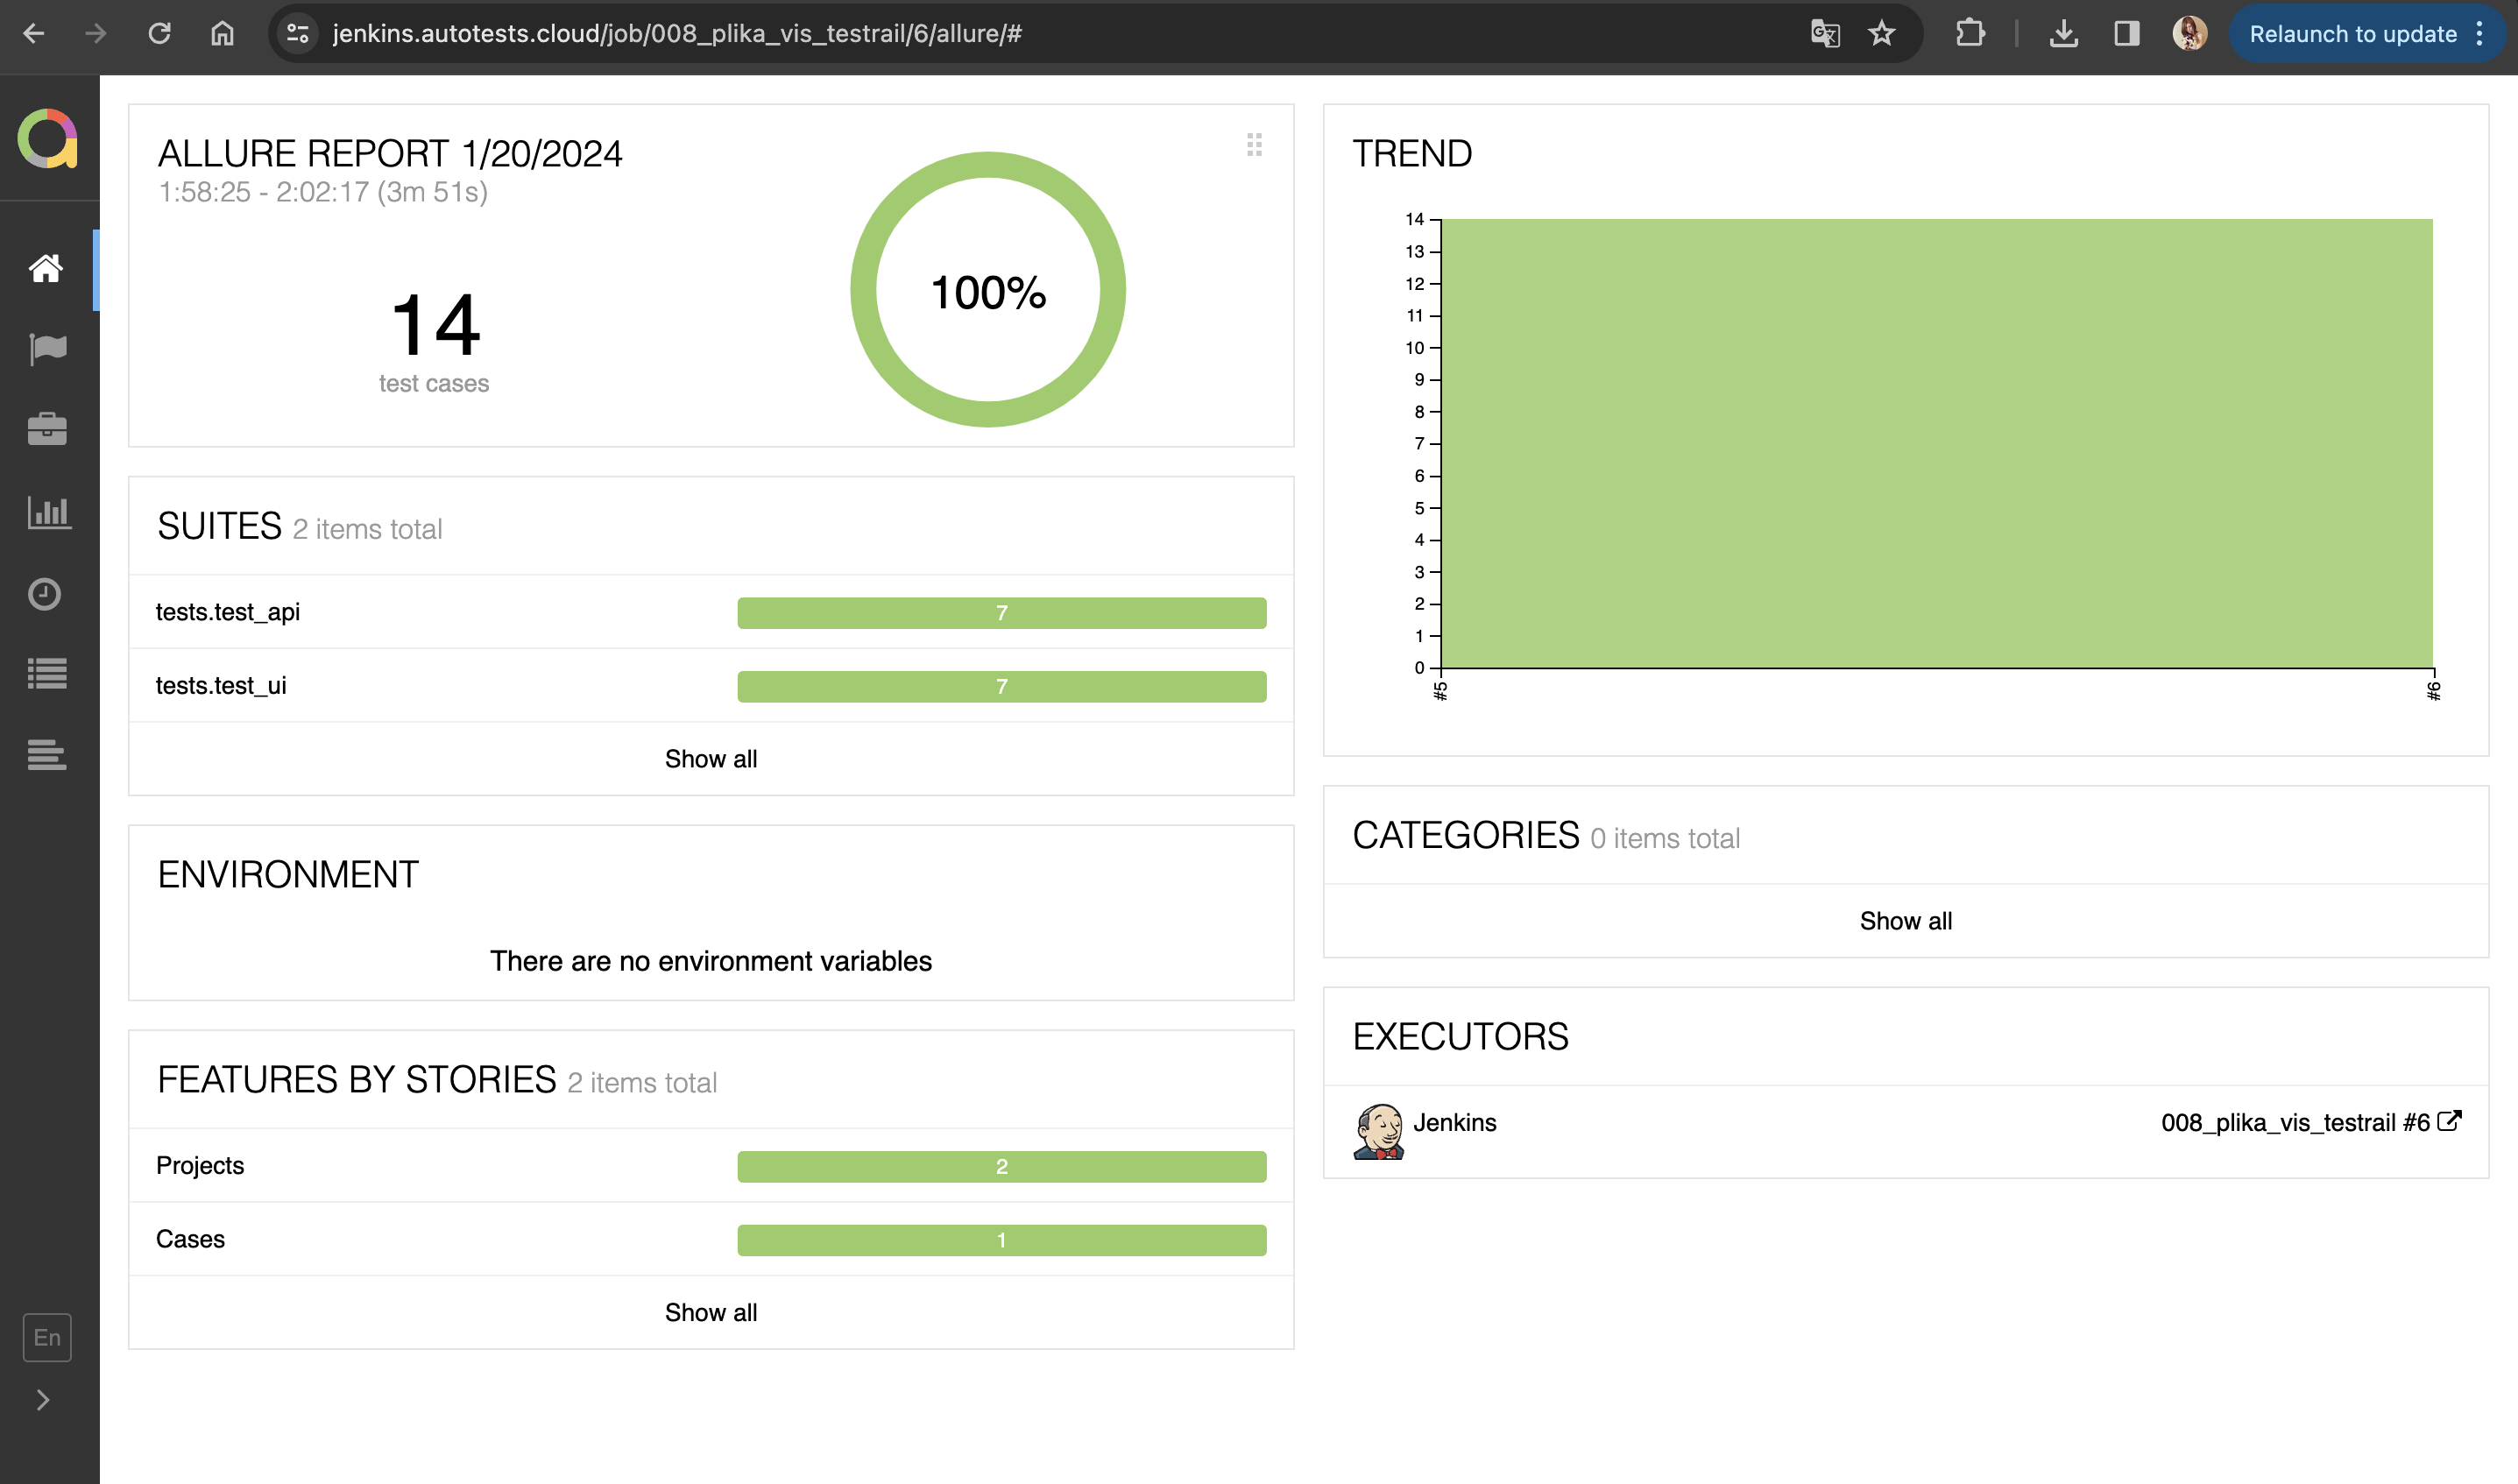 jenkins.autotests.cloud/job/008_plika_vis_testrail/6/allure/#
Relaunch to update
ALLURE REPORT 1/20/2024
1:58:25 - 2:02:17 (3m 51s)
14
test cases
100%
SUITES 2 items total
tests.test_api 7
tests.test_ui 7
Show all
ENVIRONMENT
There are no environment variables
FEATURES BY STORIES 2 items total
Projects 2
Cases 1
Show all
TREND
14
13
12
11
10
9
8
7
6
5
4
3
2
1
0
#5 #6
CATEGORIES 0 items total
Show all
EXECUTORS
Jenkins 008_plika_vis_testrail #6
En